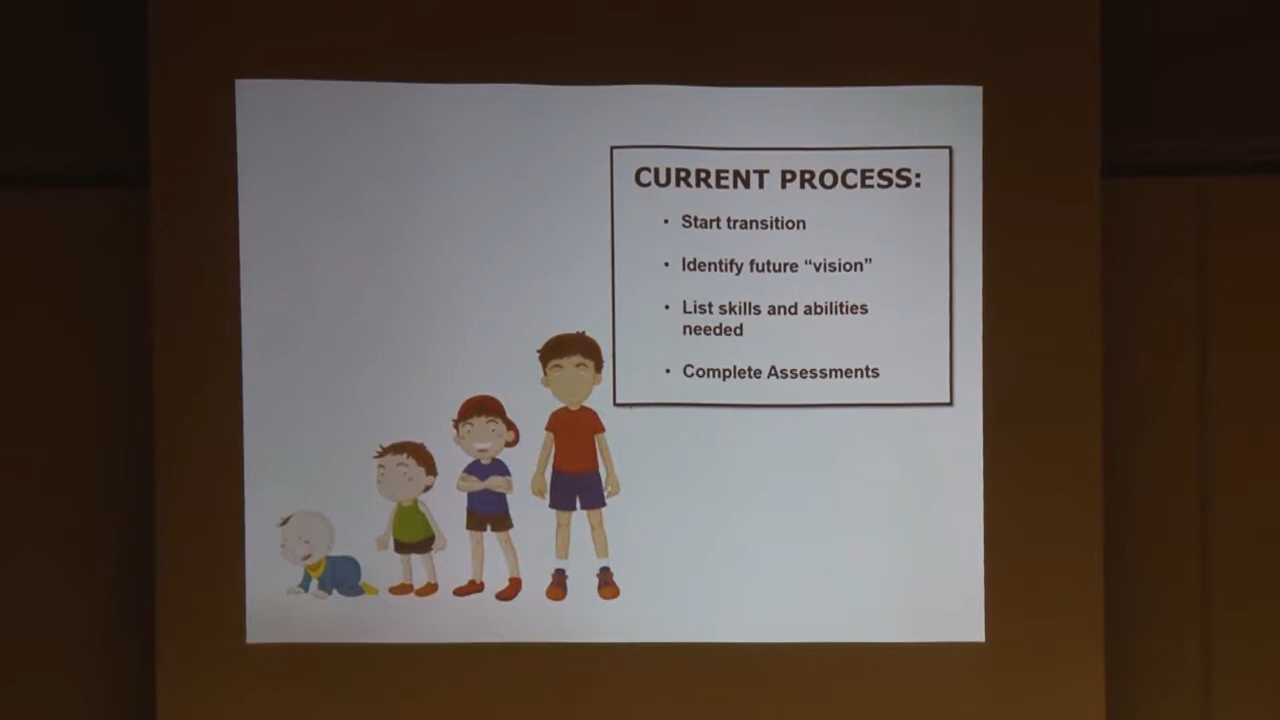 CURRENT PROCESS:
• Start transition
• Identify future “vision”
• List skills and abilities
needed
• Complete Assessments